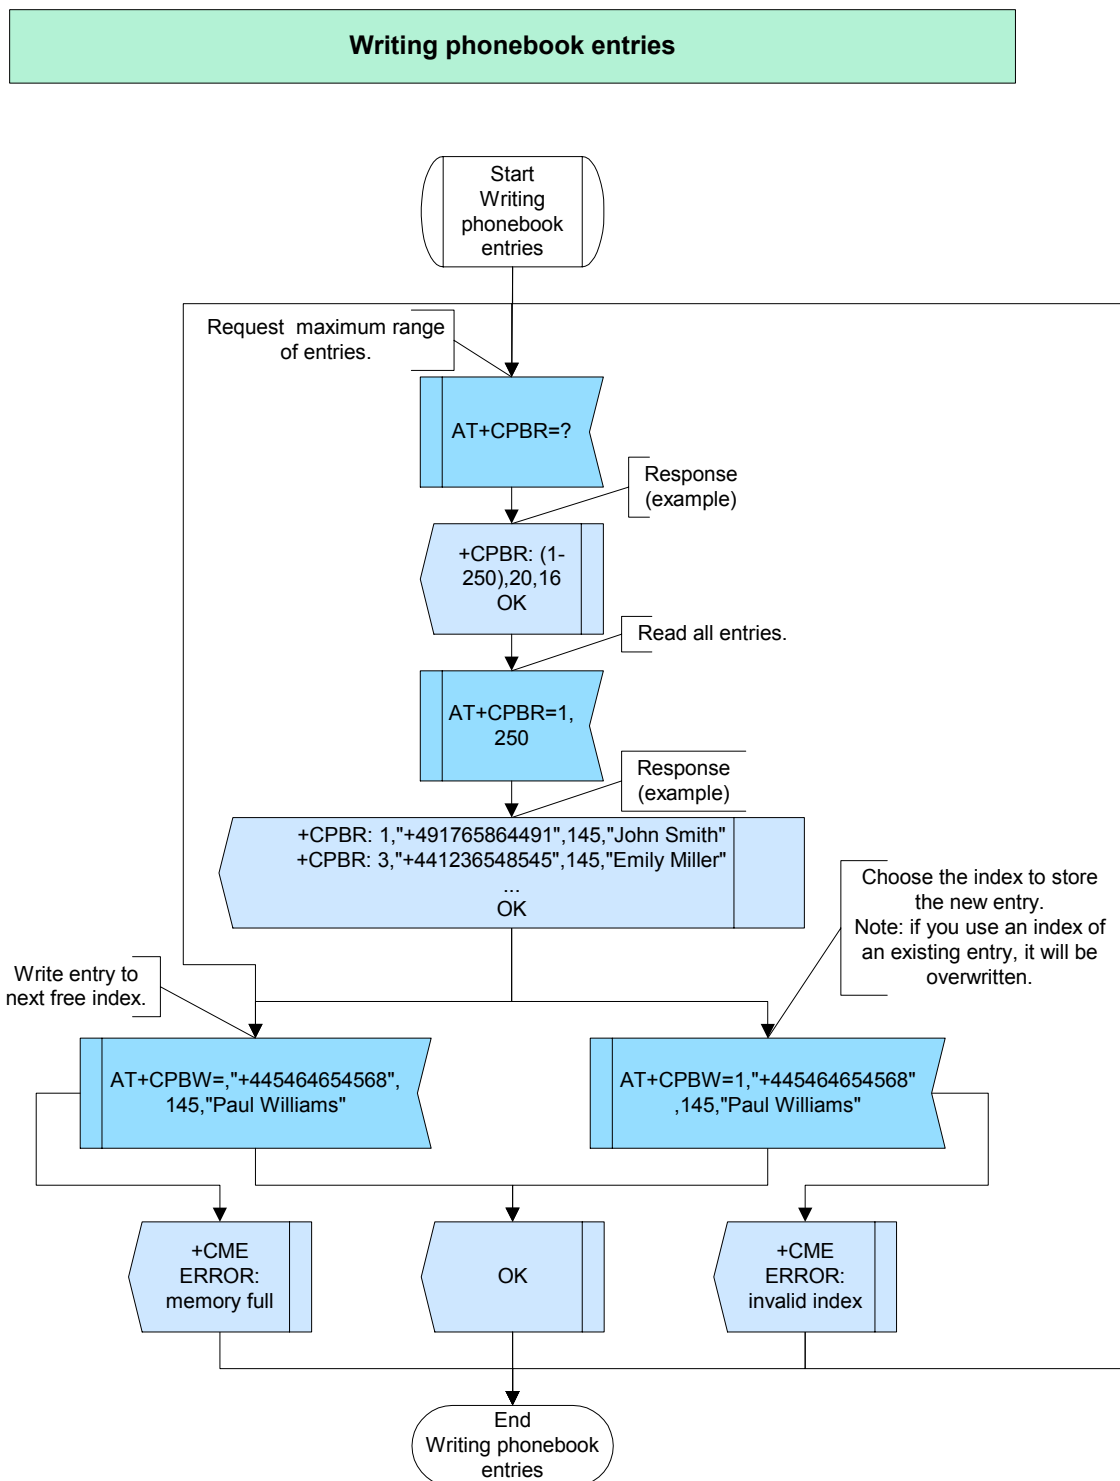 Writing phonebook entries
Start
Writing
phonebook
entries
Request  maximum range
of entries.
AT+CPBR=?
Response
(example)
+CPBR: (1-
250),20,16
OK
Read all entries.
AT+CPBR=1,
250
Response
(example)
+CPBR: 1,"+491765864491",145,"John Smith"
+CPBR: 3,"+441236548545",145,"Emily Miller"
...
OK
Choose the index to store
the new entry.
Note: if you use an index of
an existing entry, it will be
overwritten.
Write entry to
next free index.
AT+CPBW=,"+445464654568",
145,"Paul Williams"
AT+CPBW=1,"+445464654568"
,145,"Paul Williams"
+CME
ERROR:
memory full
OK
+CME
ERROR:
invalid index
End
Writing phonebook
entries